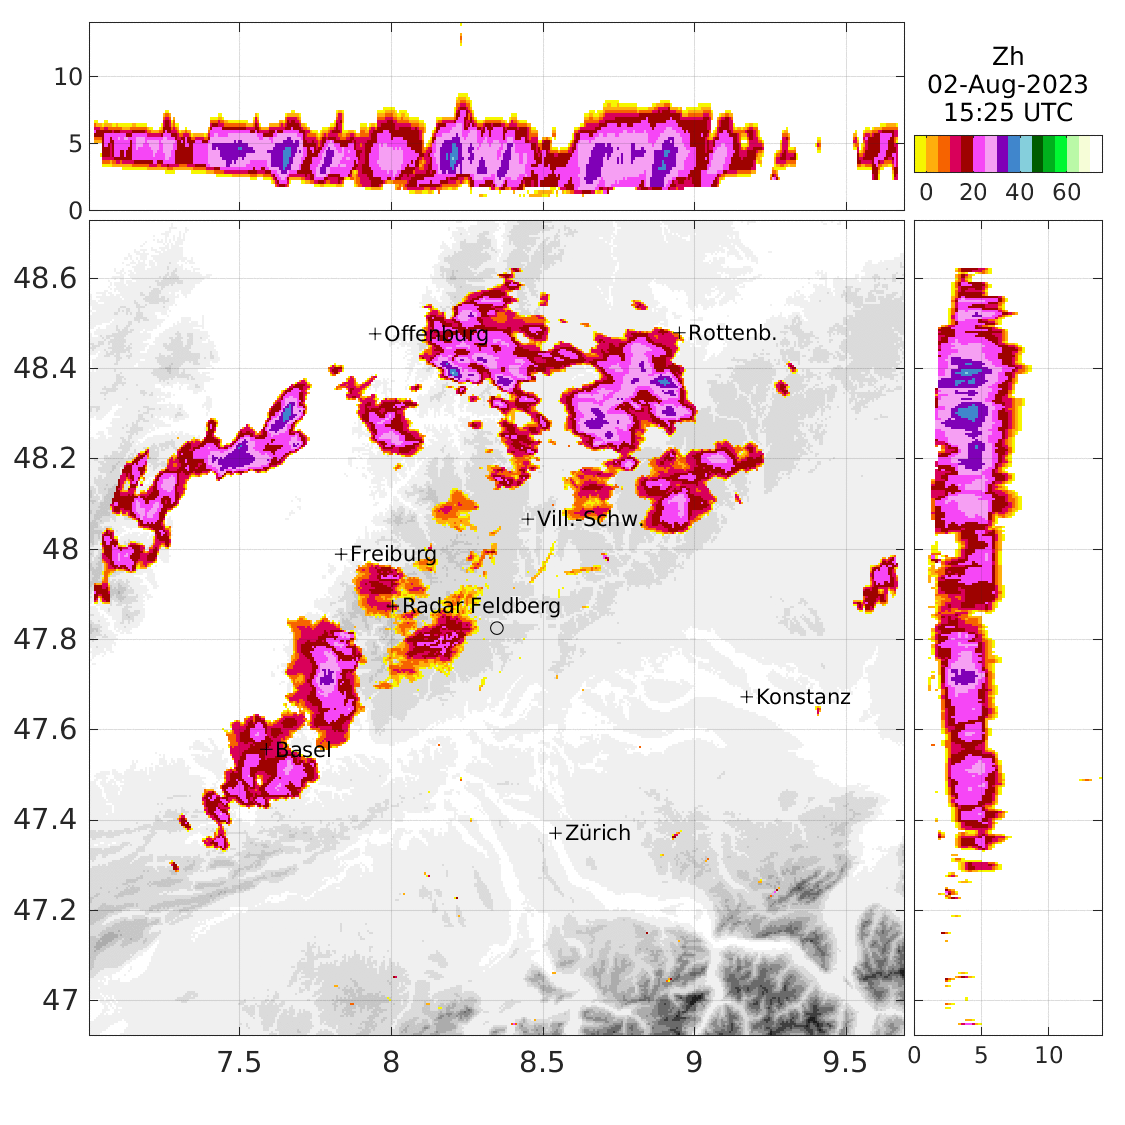 Zh
02-Aug-2023
15:25 UTC
0 20 40 60
10
5
0
48.6
48.4
48.2
48
47.8
47.6
47.4
47.2
47
Offenburg
Rottenb.
Vill.-Schw.
Freiburg
Radar Feldberg
Konstanz
Basel
Zürich
7.5 8 8.5 9 9.5
0 5 10